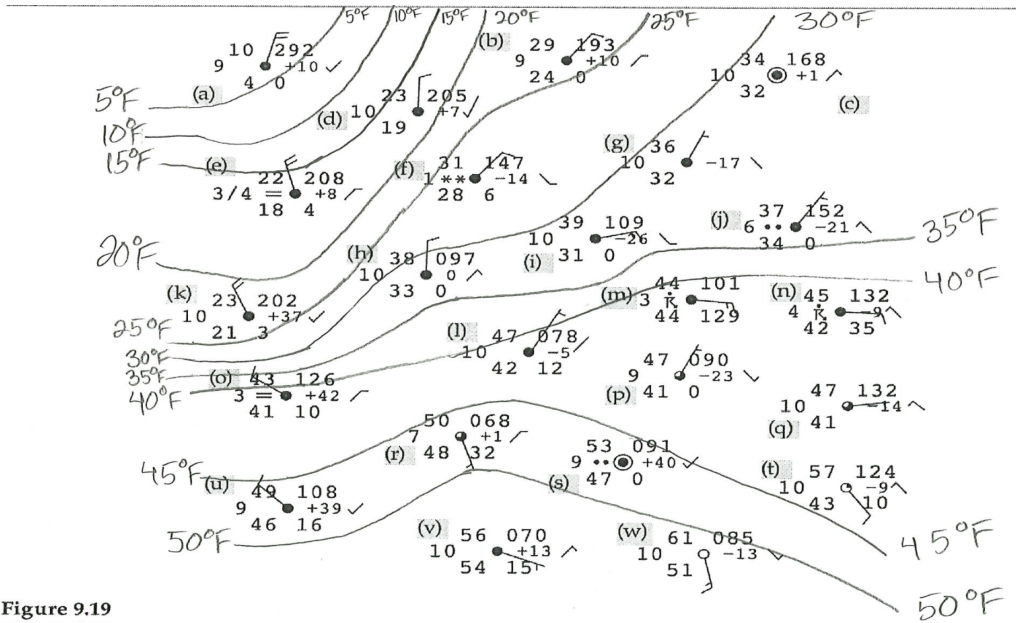 5°F 10°F 15°F 20°F 25°F 30°F
(a) 10 292
9 +10
4 0
(b) 29 193
9 +10
24 0
(c) 34 168
10 +1
32
(d) 23 205
10 +7
19
(e) 22 208
3/4 = +8
18 4
(f) 31 147
1 ** -14
28 6
(g) 36
10 -17
32
(h) 38 097
10 0
33 0
(i) 39 109
10 -26
31 0
(j) 37 152
6 •• -21
34 0
(k) 23 202
10 +37
21 3
(l) 47 078
10 -5
42 12
(m) 44 101
3
44 129
(n) 45 132
4 -9
42 35
(o) 43 126
3 = +42
41 10
(p) 47 090
9 -23
41 0
(q) 47 132
10 -14
41
(r) 50 068
7 +1
48 32
(s) 53 091
9 •• +40
47 0
(t) 57 124
10 -9
43 10
(u) 49 108
9 +39
46 16
(v) 56 070
10 +13
54 15
(w) 61 085
10 -13
51
5°F
10°F
15°F
20°F
25°F
30°F
35°F
40°F
45°F
50°F
35°F
40°F
45°F
50°F
Figure 9.19